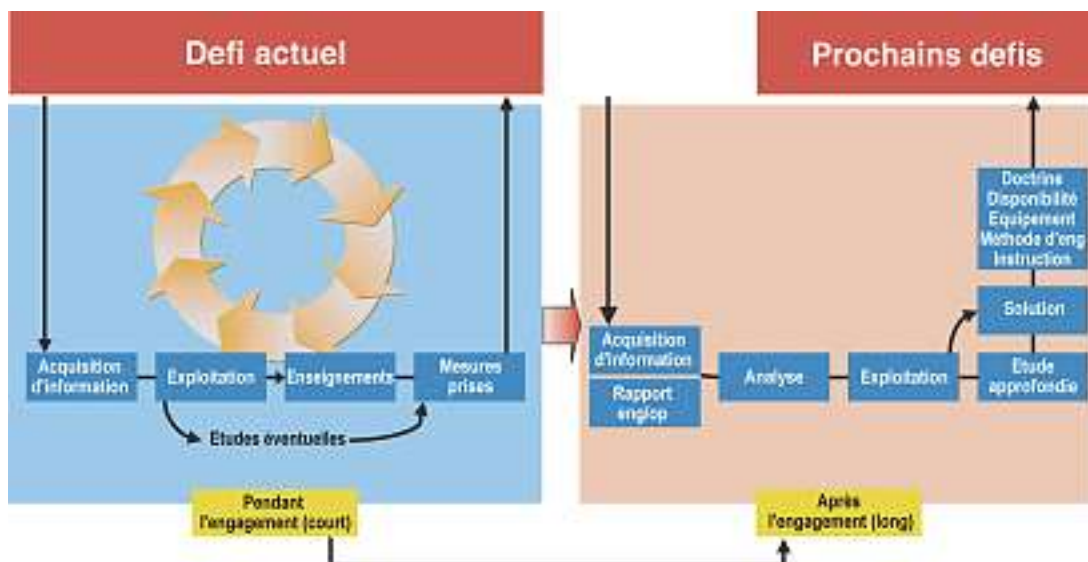 Defi actuel
Prochains defis
Acquisition
d'information
Exploitation
Enseignements
Mesures
prises
Etudes éventuelles
Pendant
l'engagement (court)
Acquisition
d'information
Rapport
englop
Analyse
Exploitation
Etude
approfondie
Solution
Doctrine
Disponibilité
Equipement
Méthode d'eng
Instruction
Après
l'engagement (long)